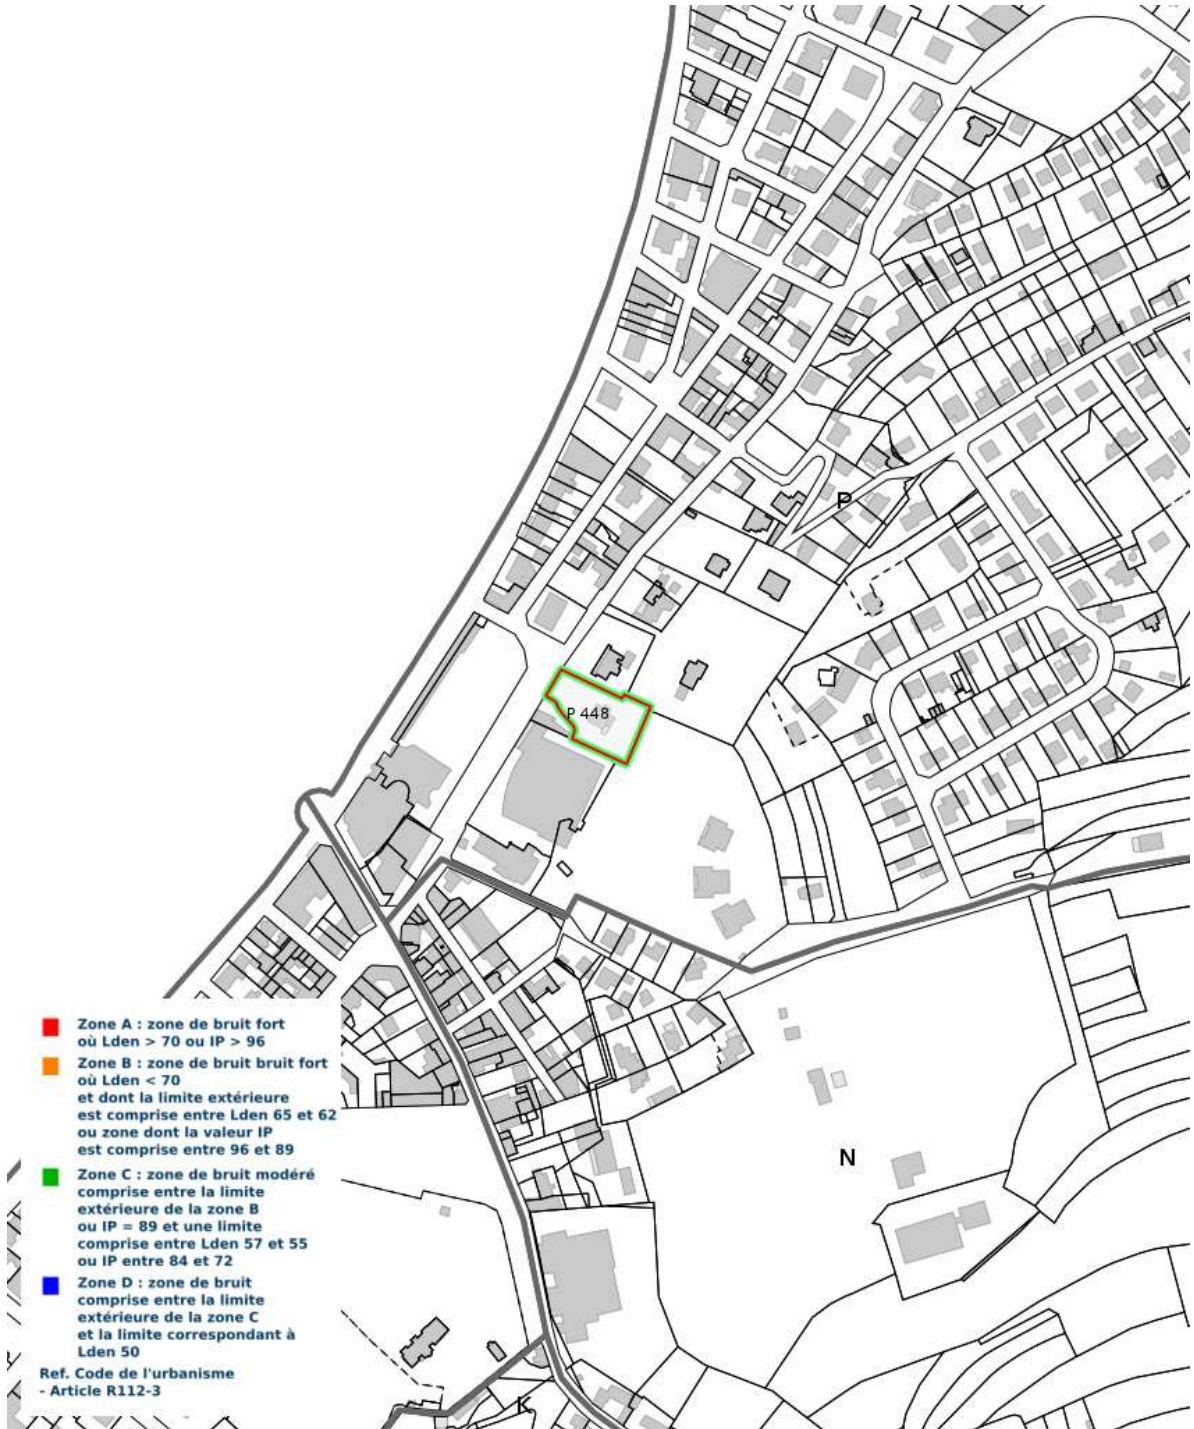 P
P 448
Zone A : zone de bruit fort
où Lden > 70 ou IP > 96
Zone B : zone de bruit bruit fort
où Lden < 70
et dont la limite extérieure
est comprise entre Lden 65 et 62
ou zone dont la valeur IP
est comprise entre 96 et 89
Zone C : zone de bruit modéré
comprise entre la limite
extérieure de la zone B
ou IP = 89 et une limite
comprise entre Lden 57 et 55
ou IP entre 84 et 72
Zone D : zone de bruit
comprise entre la limite
extérieure de la zone C
et la limite correspondant à
Lden 50
Ref. Code de l'urbanisme
- Article R112-3
N
K